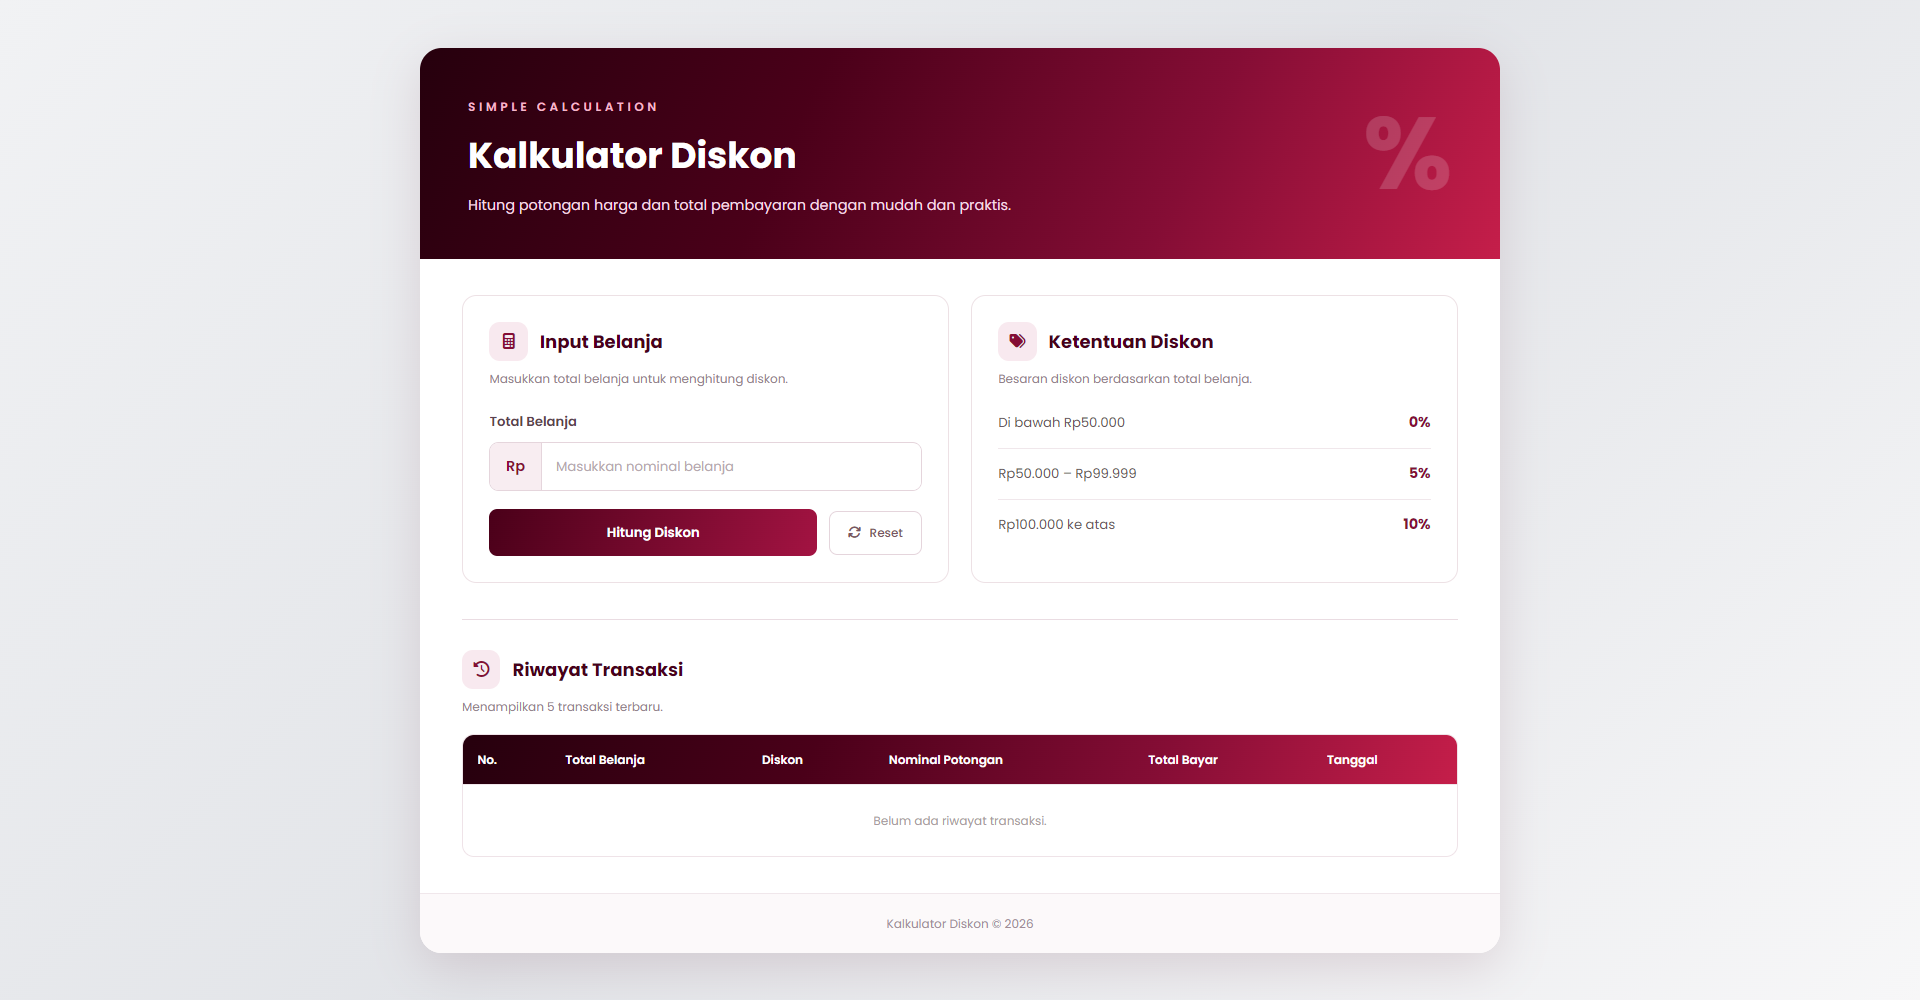 SIMPLE CALCULATION
Kalkulator Diskon
Hitung potongan harga dan total pembayaran dengan mudah dan praktis.
%
Input Belanja
Masukkan total belanja untuk menghitung diskon.
Total Belanja
Rp Masukkan nominal belanja
Hitung Diskon Reset
Ketentuan Diskon
Besaran diskon berdasarkan total belanja.
Di bawah Rp50.000 0%
Rp50.000 – Rp99.999 5%
Rp100.000 ke atas 10%
Riwayat Transaksi
Menampilkan 5 transaksi terbaru.
No. Total Belanja Diskon Nominal Potongan Total Bayar Tanggal
Belum ada riwayat transaksi.
Kalkulator Diskon © 2026